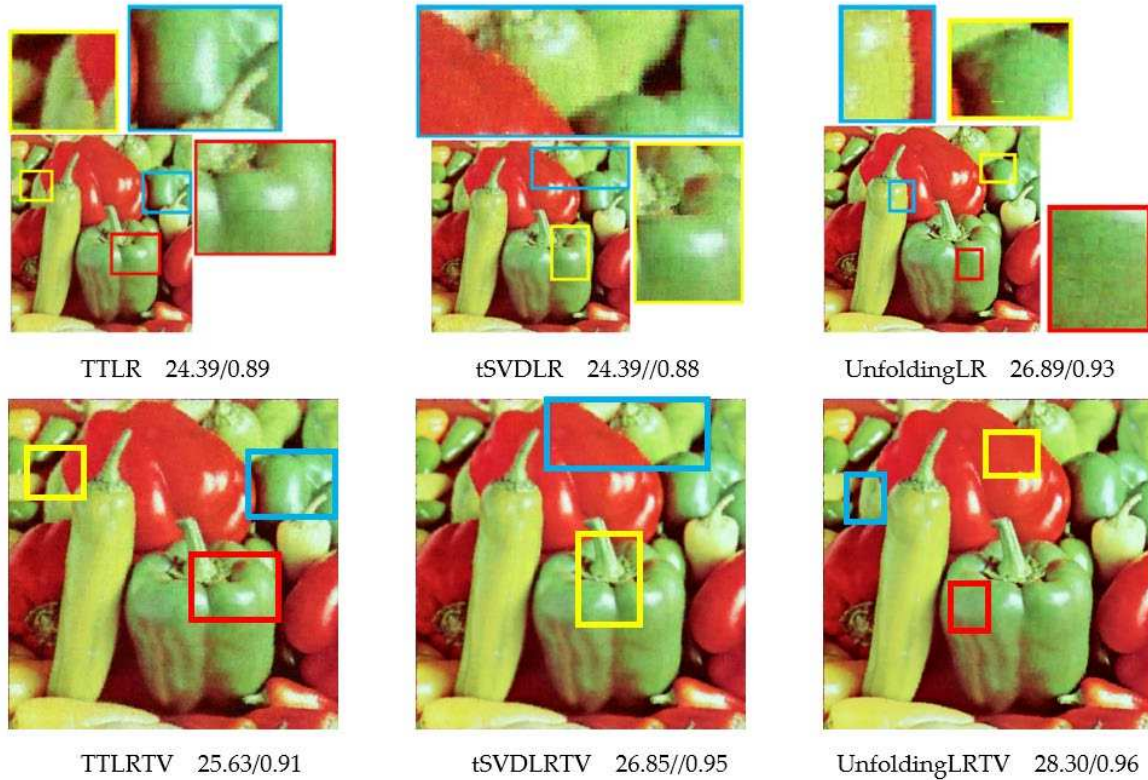 TTLR 24.39/0.89
tSVDLR 24.39//0.88
UnfoldingLR 26.89/0.93
TTLRTV 25.63/0.91
tSVDLRTV 26.85//0.95
UnfoldingLRTV 28.30/0.96